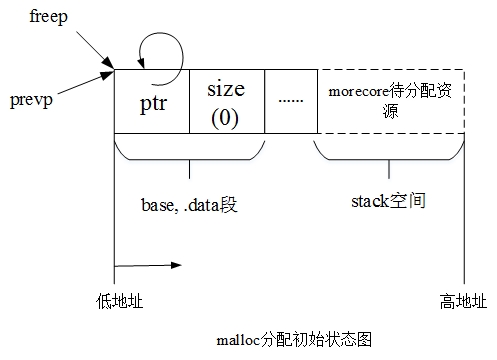 freep
prevp
ptr
size
(0)
......
morecore待分配资
源
base, .data段
stack空间
低地址
高地址
malloc分配初始状态图